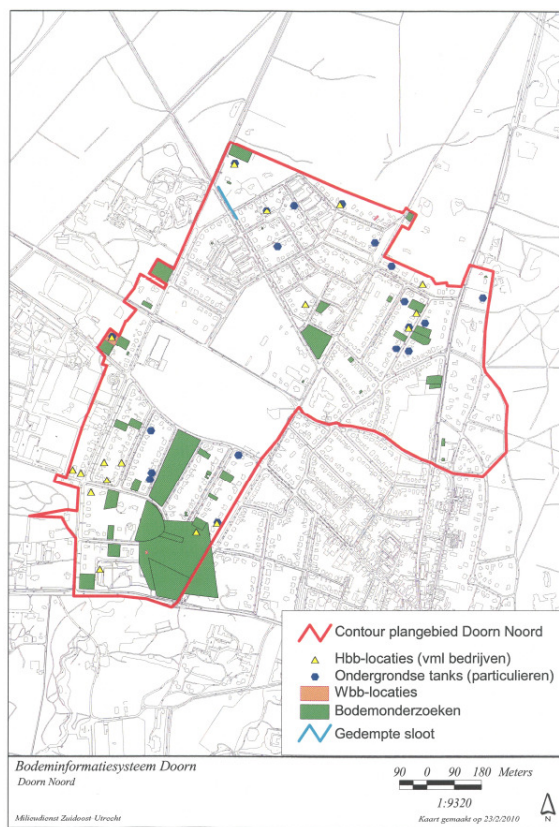 Contour plangebied Doorn Noord
Hbb-locaties (vml bedrijven)
Ondergrondse tanks (particulieren)
Wbb-locaties
Bodemonderzoeken
Gedempte sloot
Bodeminformatiesysteem Doorn
Doorn Noord
90 0 90 180 Meters
1:9320
Milieudienst Zuidoost-Utrecht
Kaart gemaakt op 23/2/2010
N